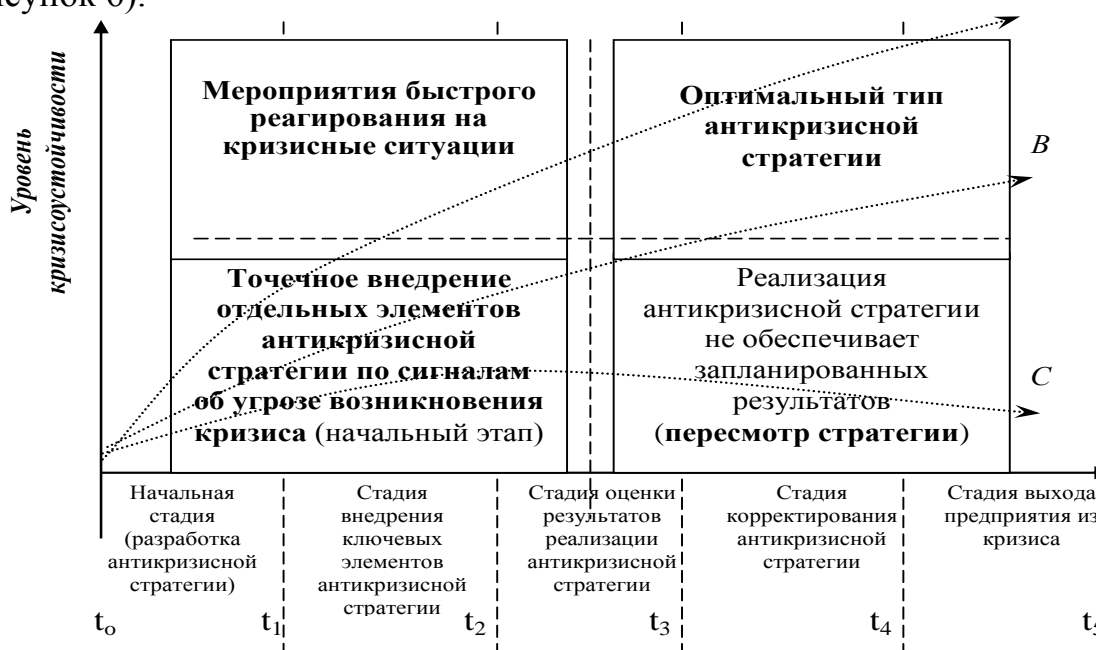 исунок 6).
Уровень
кризисоустойчивости
Мероприятия быстрого
реагирования на
кризисные ситуации
Оптимальный тип
антикризисной
стратегии
B
Точечное внедрение
отдельных элементов
антикризисной
стратегии по сигналам
об угрозе возникновения
кризиса (начальный этап)
Реализация
антикризисной стратегии
не обеспечивает
запланированных
результатов
(пересмотр стратегии)
C
Начальная
стадия
(разработка
антикризисной
стратегии)
Стадия
внедрения
ключевых
элементов
антикризисной
стратегии
Стадия оценки
результатов
реализации
антикризисной
стратегии
Стадия
корректирования
антикризисной
стратегии
Стадия выхода
предприятия из
кризиса
to
t1
t2
t3
t4
t5